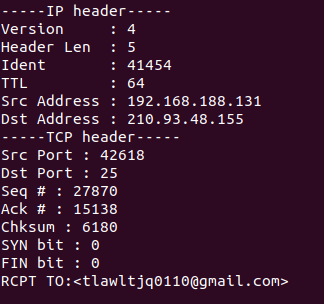 -----IP header-----
Version     : 4
Header Len  : 5
Ident       : 41454
TTL         : 64
Src Address : 192.168.188.131
Dst Address : 210.93.48.155
-----TCP header-----
Src Port : 42618
Dst Port : 25
Seq # : 27870
Ack # : 15138
Chksum : 6180
SYN bit : 0
FIN bit : 0
RCPT TO:<tlawltjq0110@gmail.com>